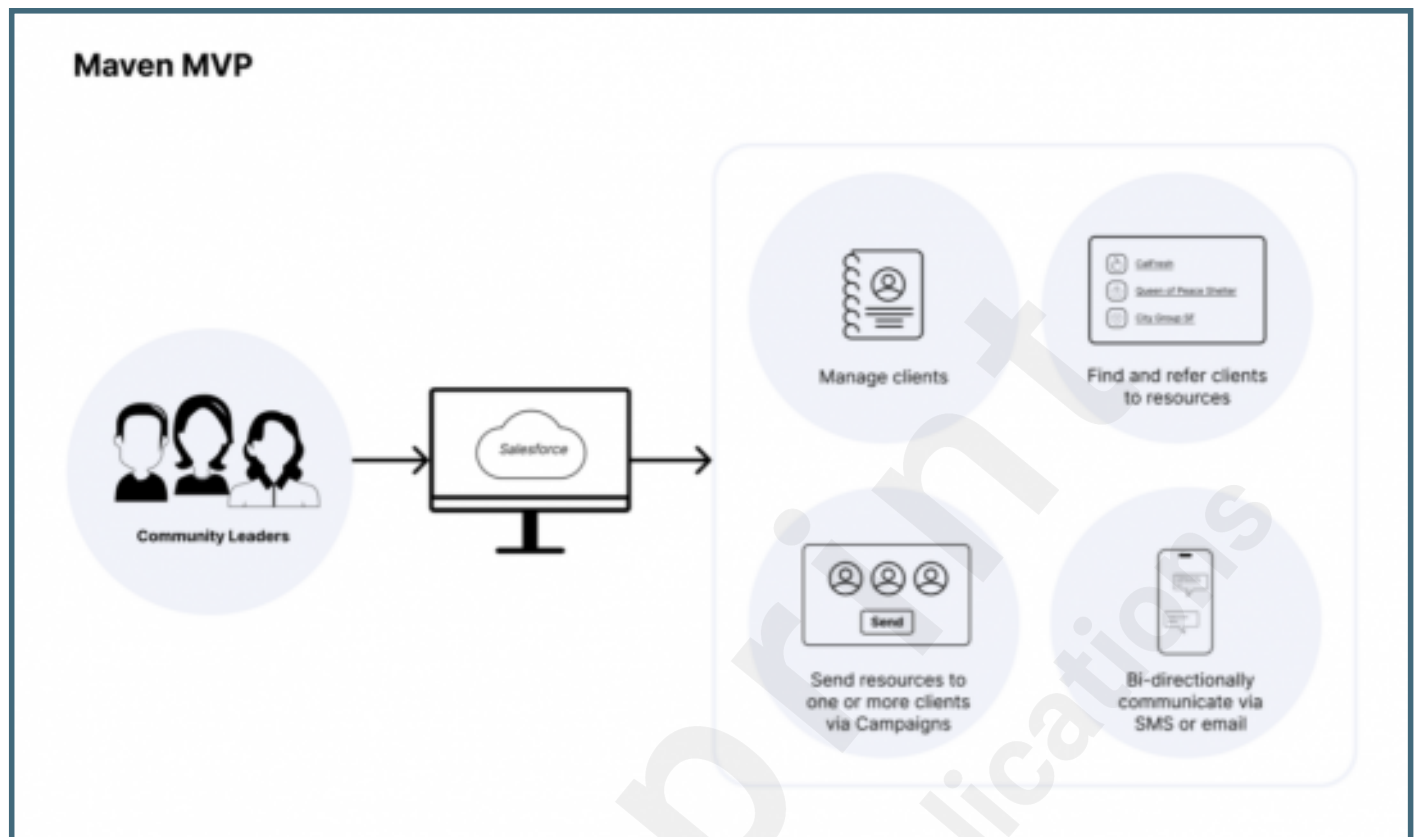 Maven MVP
Community Leaders
Salesforce
Manage clients
CalFresh
Queen of Peace Shelter
City Group SF
Find and refer clients
to resources
Send
Send resources to
one or more clients
via Campaigns
Bi-directionally
communicate via
SMS or email
print
lications